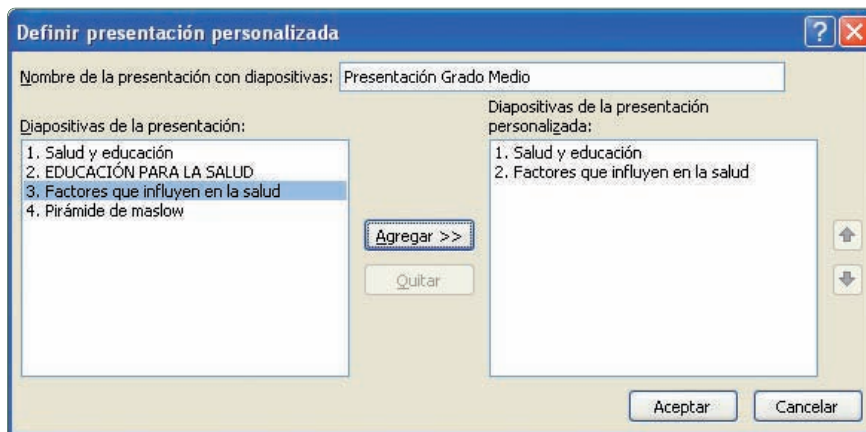 Definir presentación personalizada
Nombre de la presentación con diapositivas: Presentación Grado Medio
Diapositivas de la presentación:
1. Salud y educación
2. EDUCACIÓN PARA LA SALUD
3. Factores que influyen en la salud
4. Pirámide de maslow
Agregar >>
Quitar
Diapositivas de la presentación
personalizada:
1. Salud y educación
2. Factores que influyen en la salud
Aceptar
Cancelar